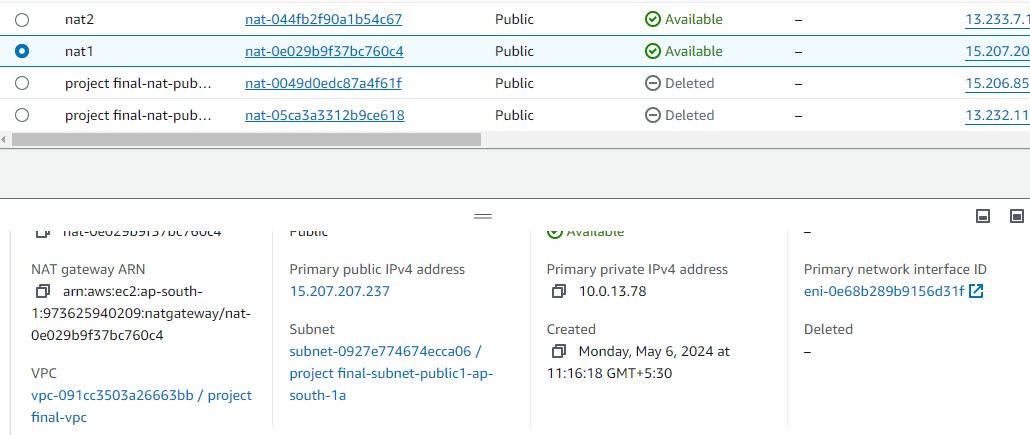 nat2 nat-044fb2f90a1b54c67 Public Available – 13.233.7.1
nat1 nat-0e029b9f37bc760c4 Public Available – 15.207.20
project final-nat-pub... nat-0049d0edc87a4f61f Public Deleted – 15.206.85
project final-nat-pub... nat-05ca3a3312b9ce618 Public Deleted – 13.232.11
nat-0e029b9f37bc760c4 Public Available –
NAT gateway ARN
arn:aws:ec2:ap-south-
1:973625940209:natgateway/nat-
0e029b9f37bc760c4
Primary public IPv4 address
15.207.207.237
Primary private IPv4 address
10.0.13.78
Primary network interface ID
eni-0e68b289b9156d31f
VPC
vpc-091cc3503a26663bb / project
final-vpc
Subnet
subnet-0927e774674ecca06 /
project final-subnet-public1-ap-
south-1a
Created
Monday, May 6, 2024 at
11:16:18 GMT+5:30
Deleted
–